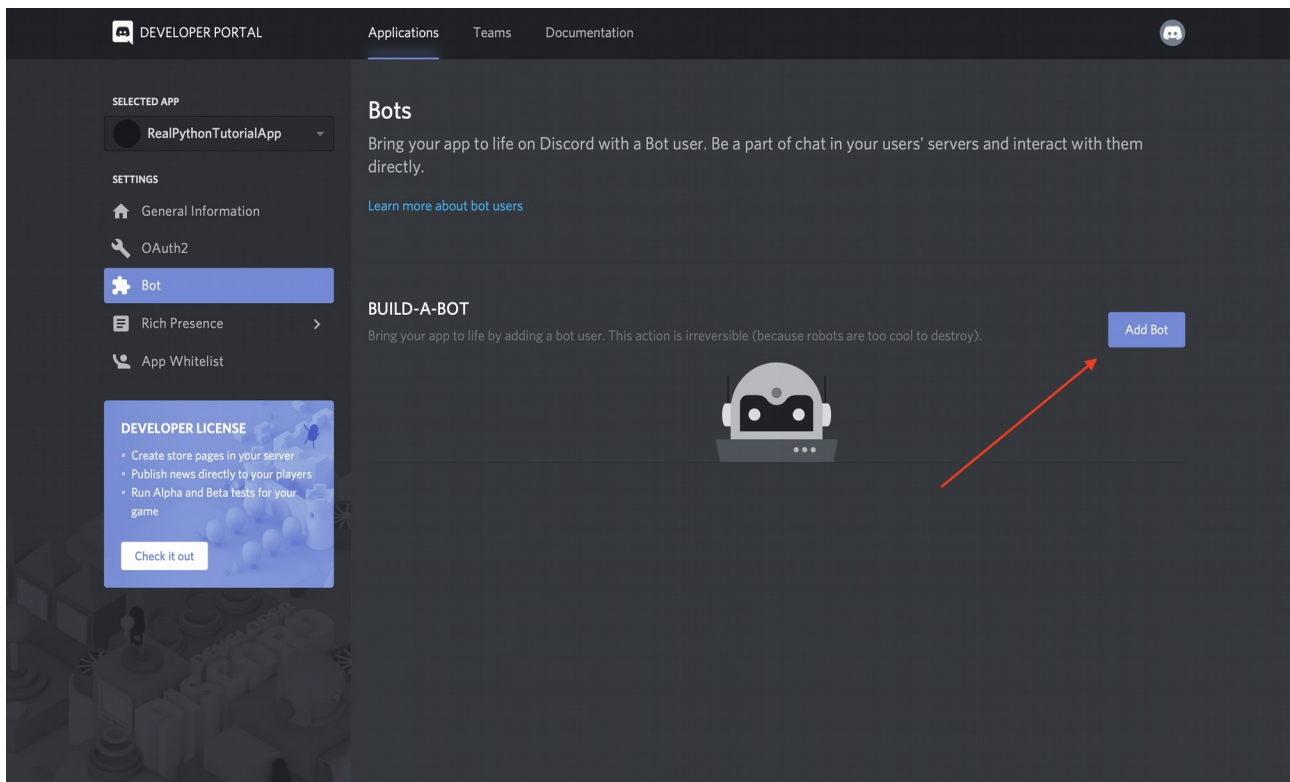 DEVELOPER PORTAL
Applications
Teams
Documentation
SELECTED APP
RealPythonTutorialApp
SETTINGS
General Information
OAuth2
Bot
Rich Presence
App Whitelist
DEVELOPER LICENSE
Create store pages in your server
Publish news directly to your players
Run Alpha and Beta tests for your
game
Check it out
Bots
Bring your app to life on Discord with a Bot user. Be a part of chat in your users' servers and interact with them
directly.
Learn more about bot users
BUILD-A-BOT
Bring your app to life by adding a bot user. This action is irreversible (because robots are too cool to destroy).
Add Bot